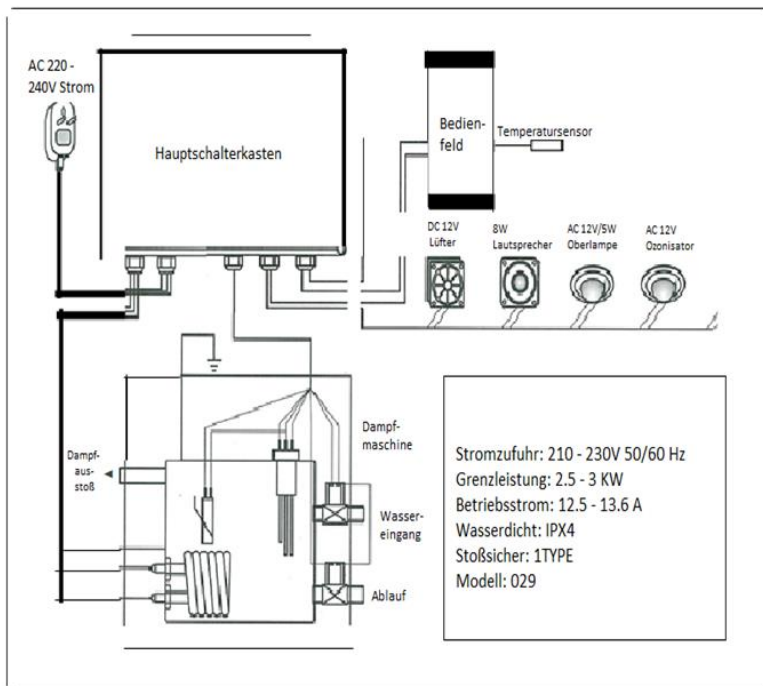 AC 220 -
240V Strom
Hauptschalterkasten
Bedien-
feld
Temperatursensor
DC 12V
Lüfter
8W
Lautsprecher
AC 12V/5W
Oberlampe
AC 12V
Ozonisator
Dampf-
maschine
Dampf-
aus-
stoß
Wasser-
eingang
Ablauf
Stromzufuhr: 210 - 230V 50/60 Hz
Grenzleistung: 2.5 - 3 KW
Betriebsstrom: 12.5 - 13.6 A
Wasserdicht: IPX4
Stoßsicher: 1TYPE
Modell: 029